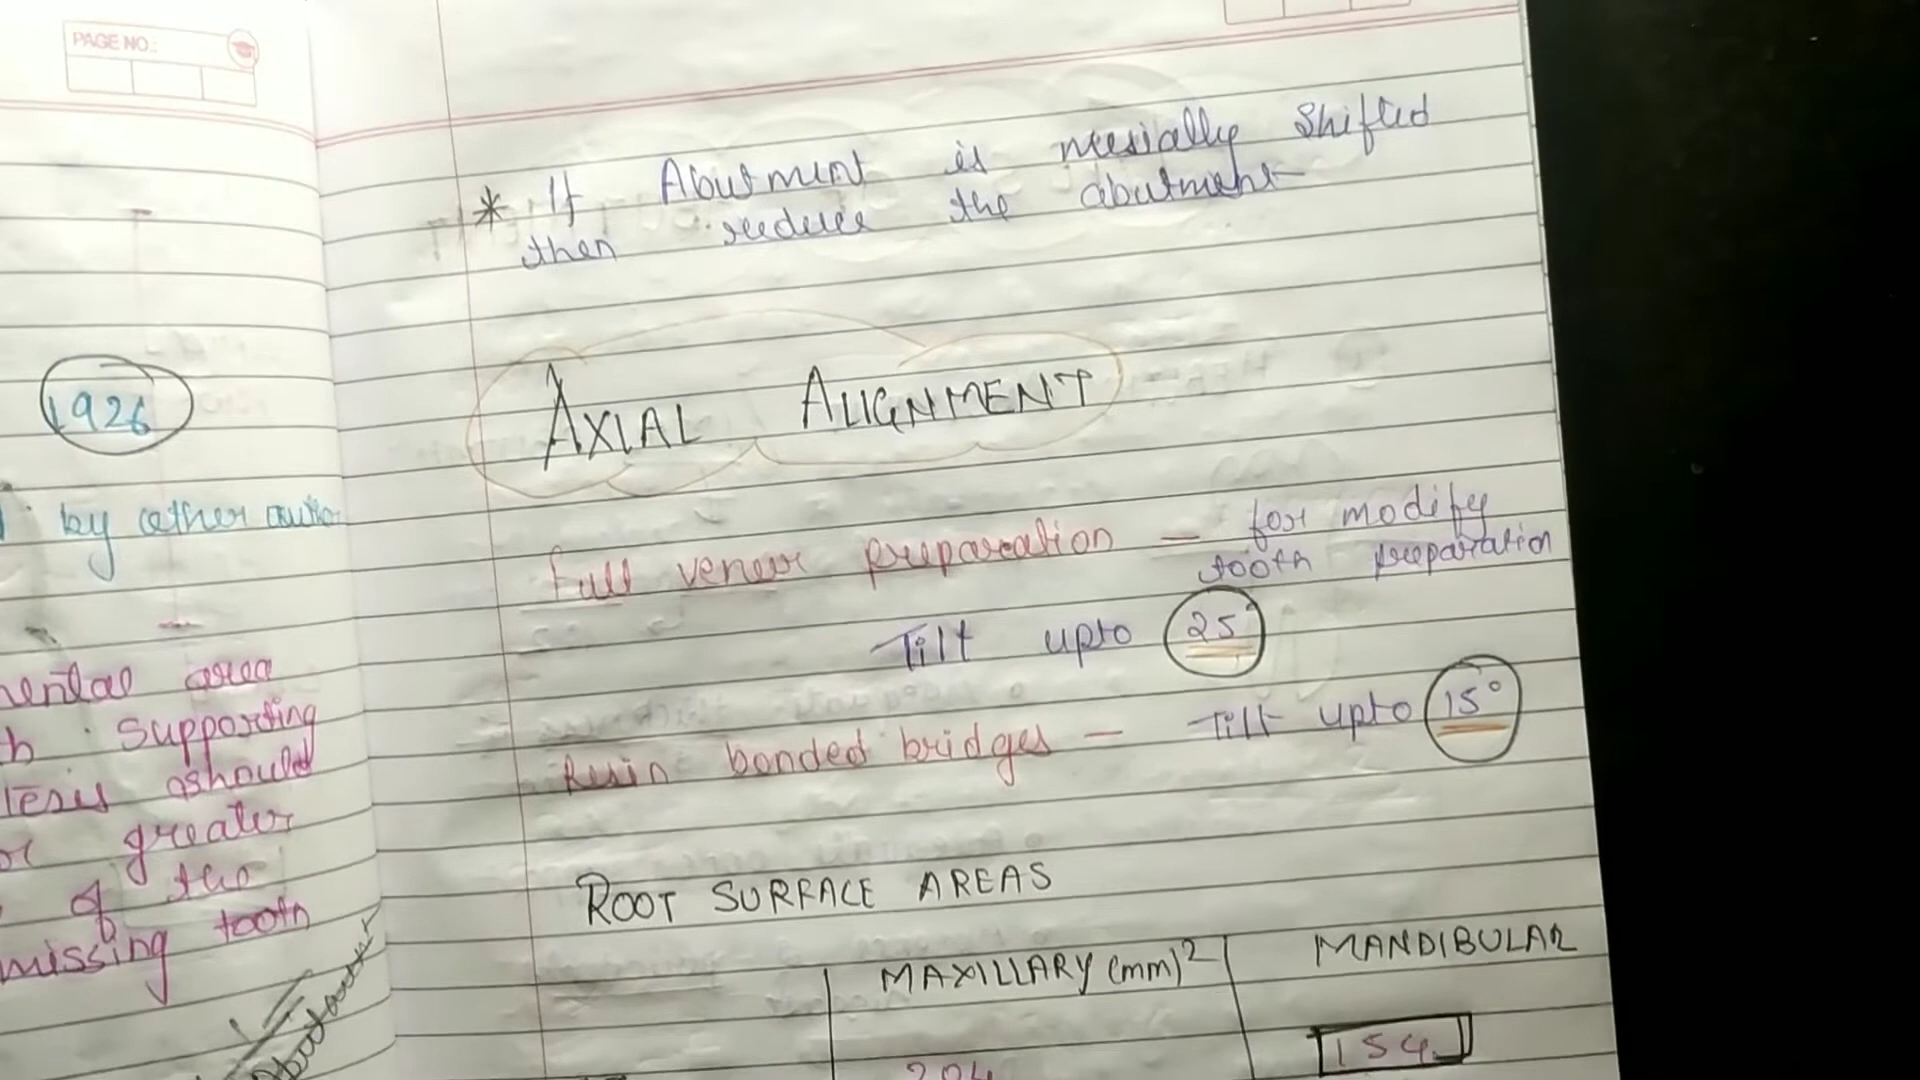 PAGE NO.:
1926
by other autho
mental area
supporting
should
greater
of the
missing tooth
* If Abutment is mesially shifted
then reduce the abutment
AXIAL ALIGNMENT
full veneer preparation — for modify
tooth preparation
Tilt upto 25°
Resin bonded bridges — Tilt upto 15°
ROOT SURFACE AREAS
MAXILLARY (mm)² MANDIBULAR
204 154